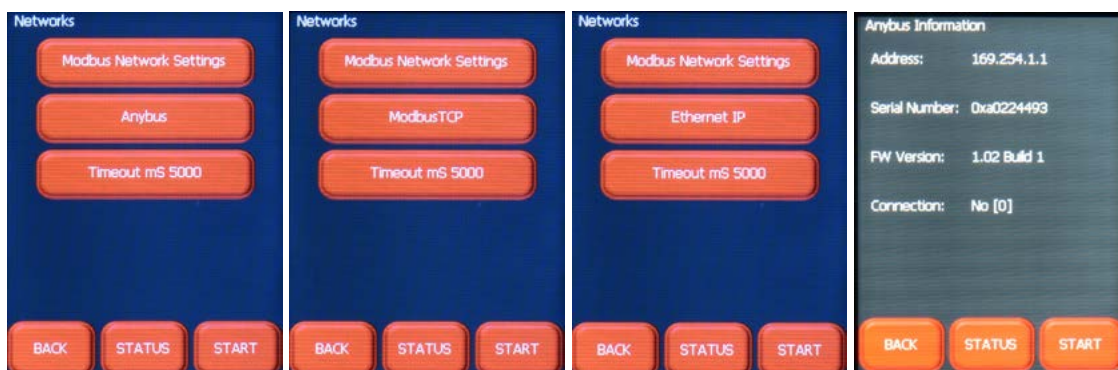 Networks
Modbus Network Settings
Anybus
Timeout mS 5000
BACK STATUS START
Networks
Modbus Network Settings
ModbusTCP
Timeout mS 5000
BACK STATUS START
Networks
Modbus Network Settings
Ethernet IP
Timeout mS 5000
BACK STATUS START
Anybus Information
Address: 169.254.1.1
Serial Number: 0xa0224493
FW Version: 1.02 Build 1
Connection: No [0]
BACK STATUS START